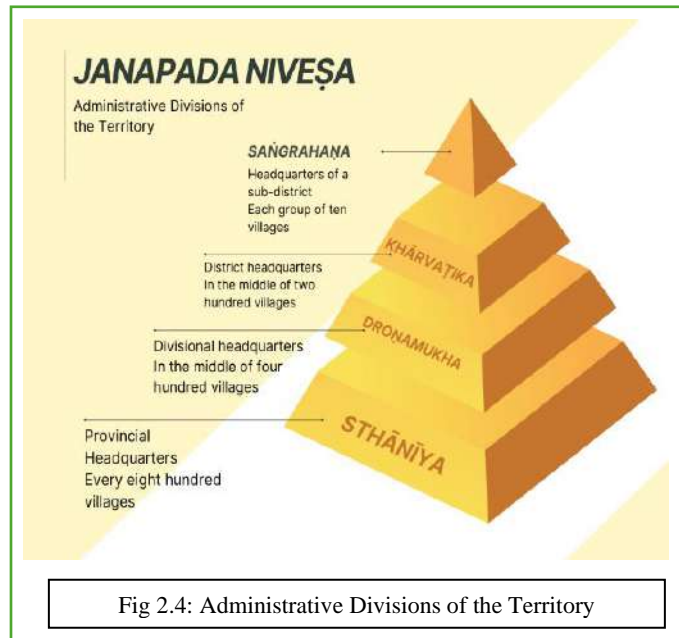 JANAPADA NIVEṢA
Administrative Divisions of
the Territory
SAṄGRAHAṆA
Headquarters of a
sub-district
Each group of ten
villages
KHĀRVAṬIKA
District headquarters
In the middle of two
hundred villages
DROṆAMUKHA
Divisional headquarters
In the middle of four
hundred villages
STHĀNĪYA
Provincial
Headquarters
Every eight hundred
villages
Fig 2.4: Administrative Divisions of the Territory